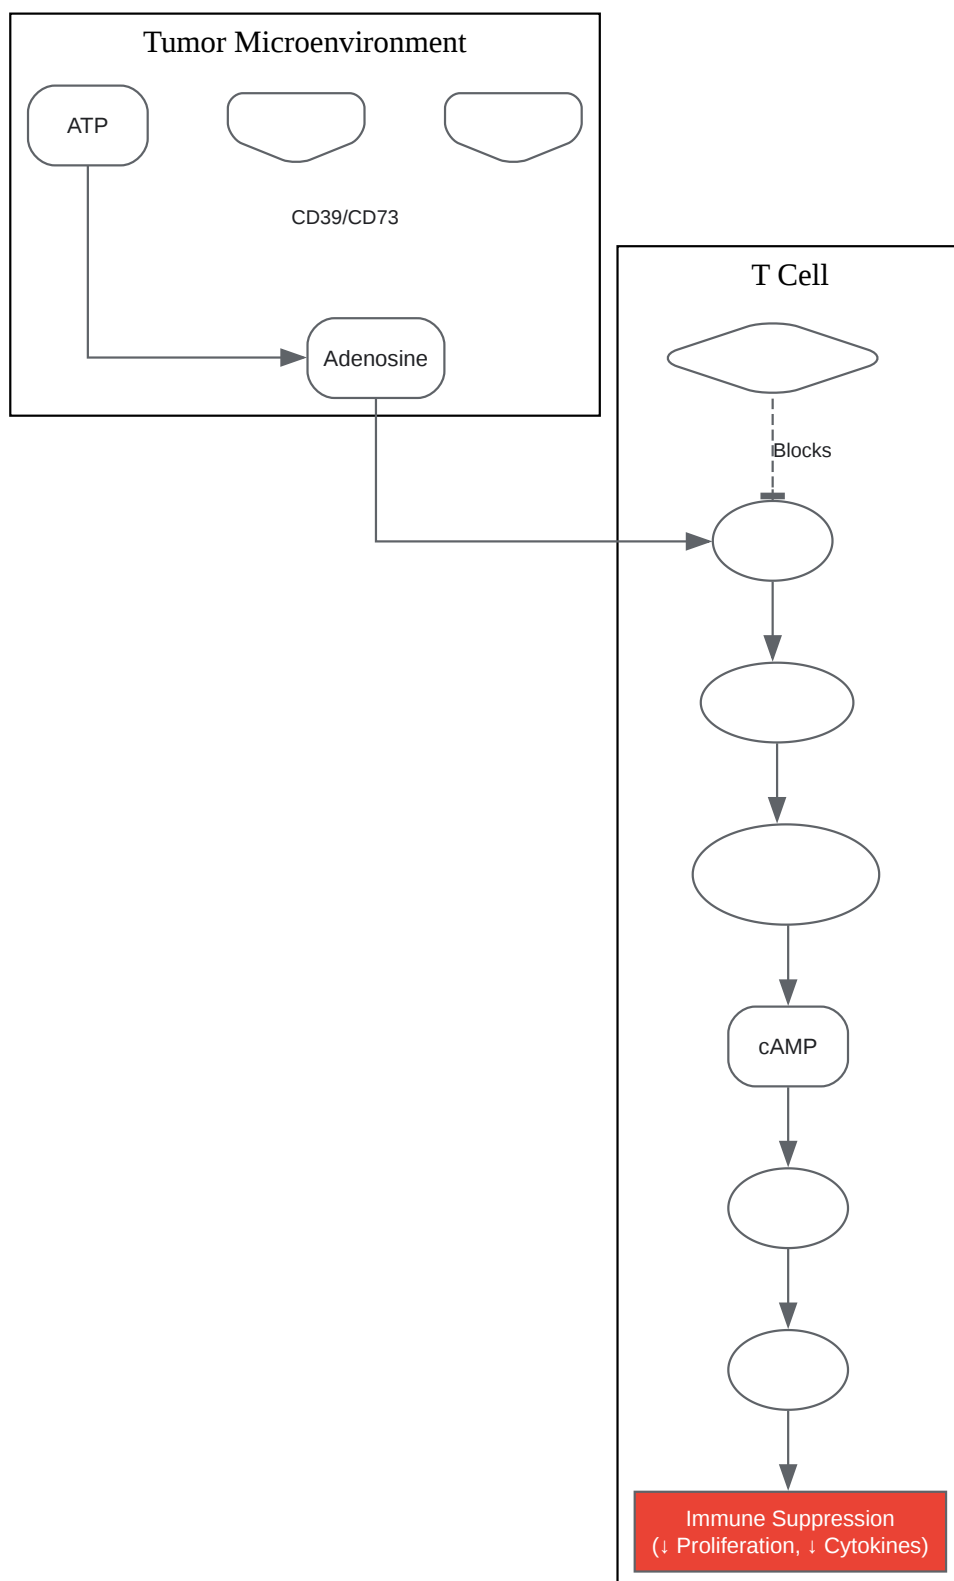 Tumor Microenvironment
ATP
CD39/CD73
Adenosine
T Cell
Blocks
cAMP
Immune Suppression
(↓ Proliferation, ↓ Cytokines)